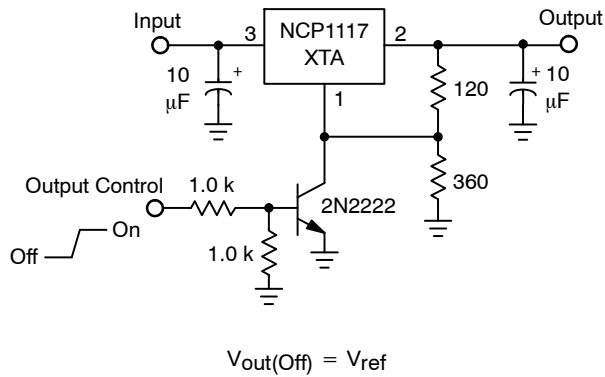 Input
Output
3
NCP1117
XTA
2
10
μF
+
1
120
+ 10
μF
360
Output Control
1.0 k
2N2222
On
Off
1.0 k
Vout(Off) = Vref